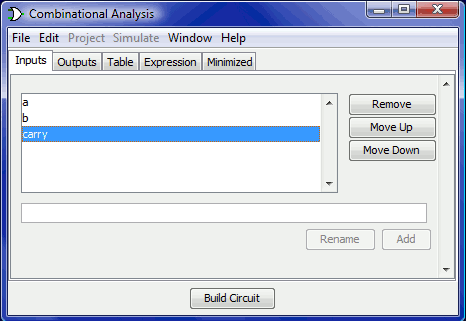 Combinational Analysis
File Edit Project Simulate Window Help
Inputs Outputs Table Expression Minimized
a
b
carry
Remove
Move Up
Move Down
Rename Add
Build Circuit